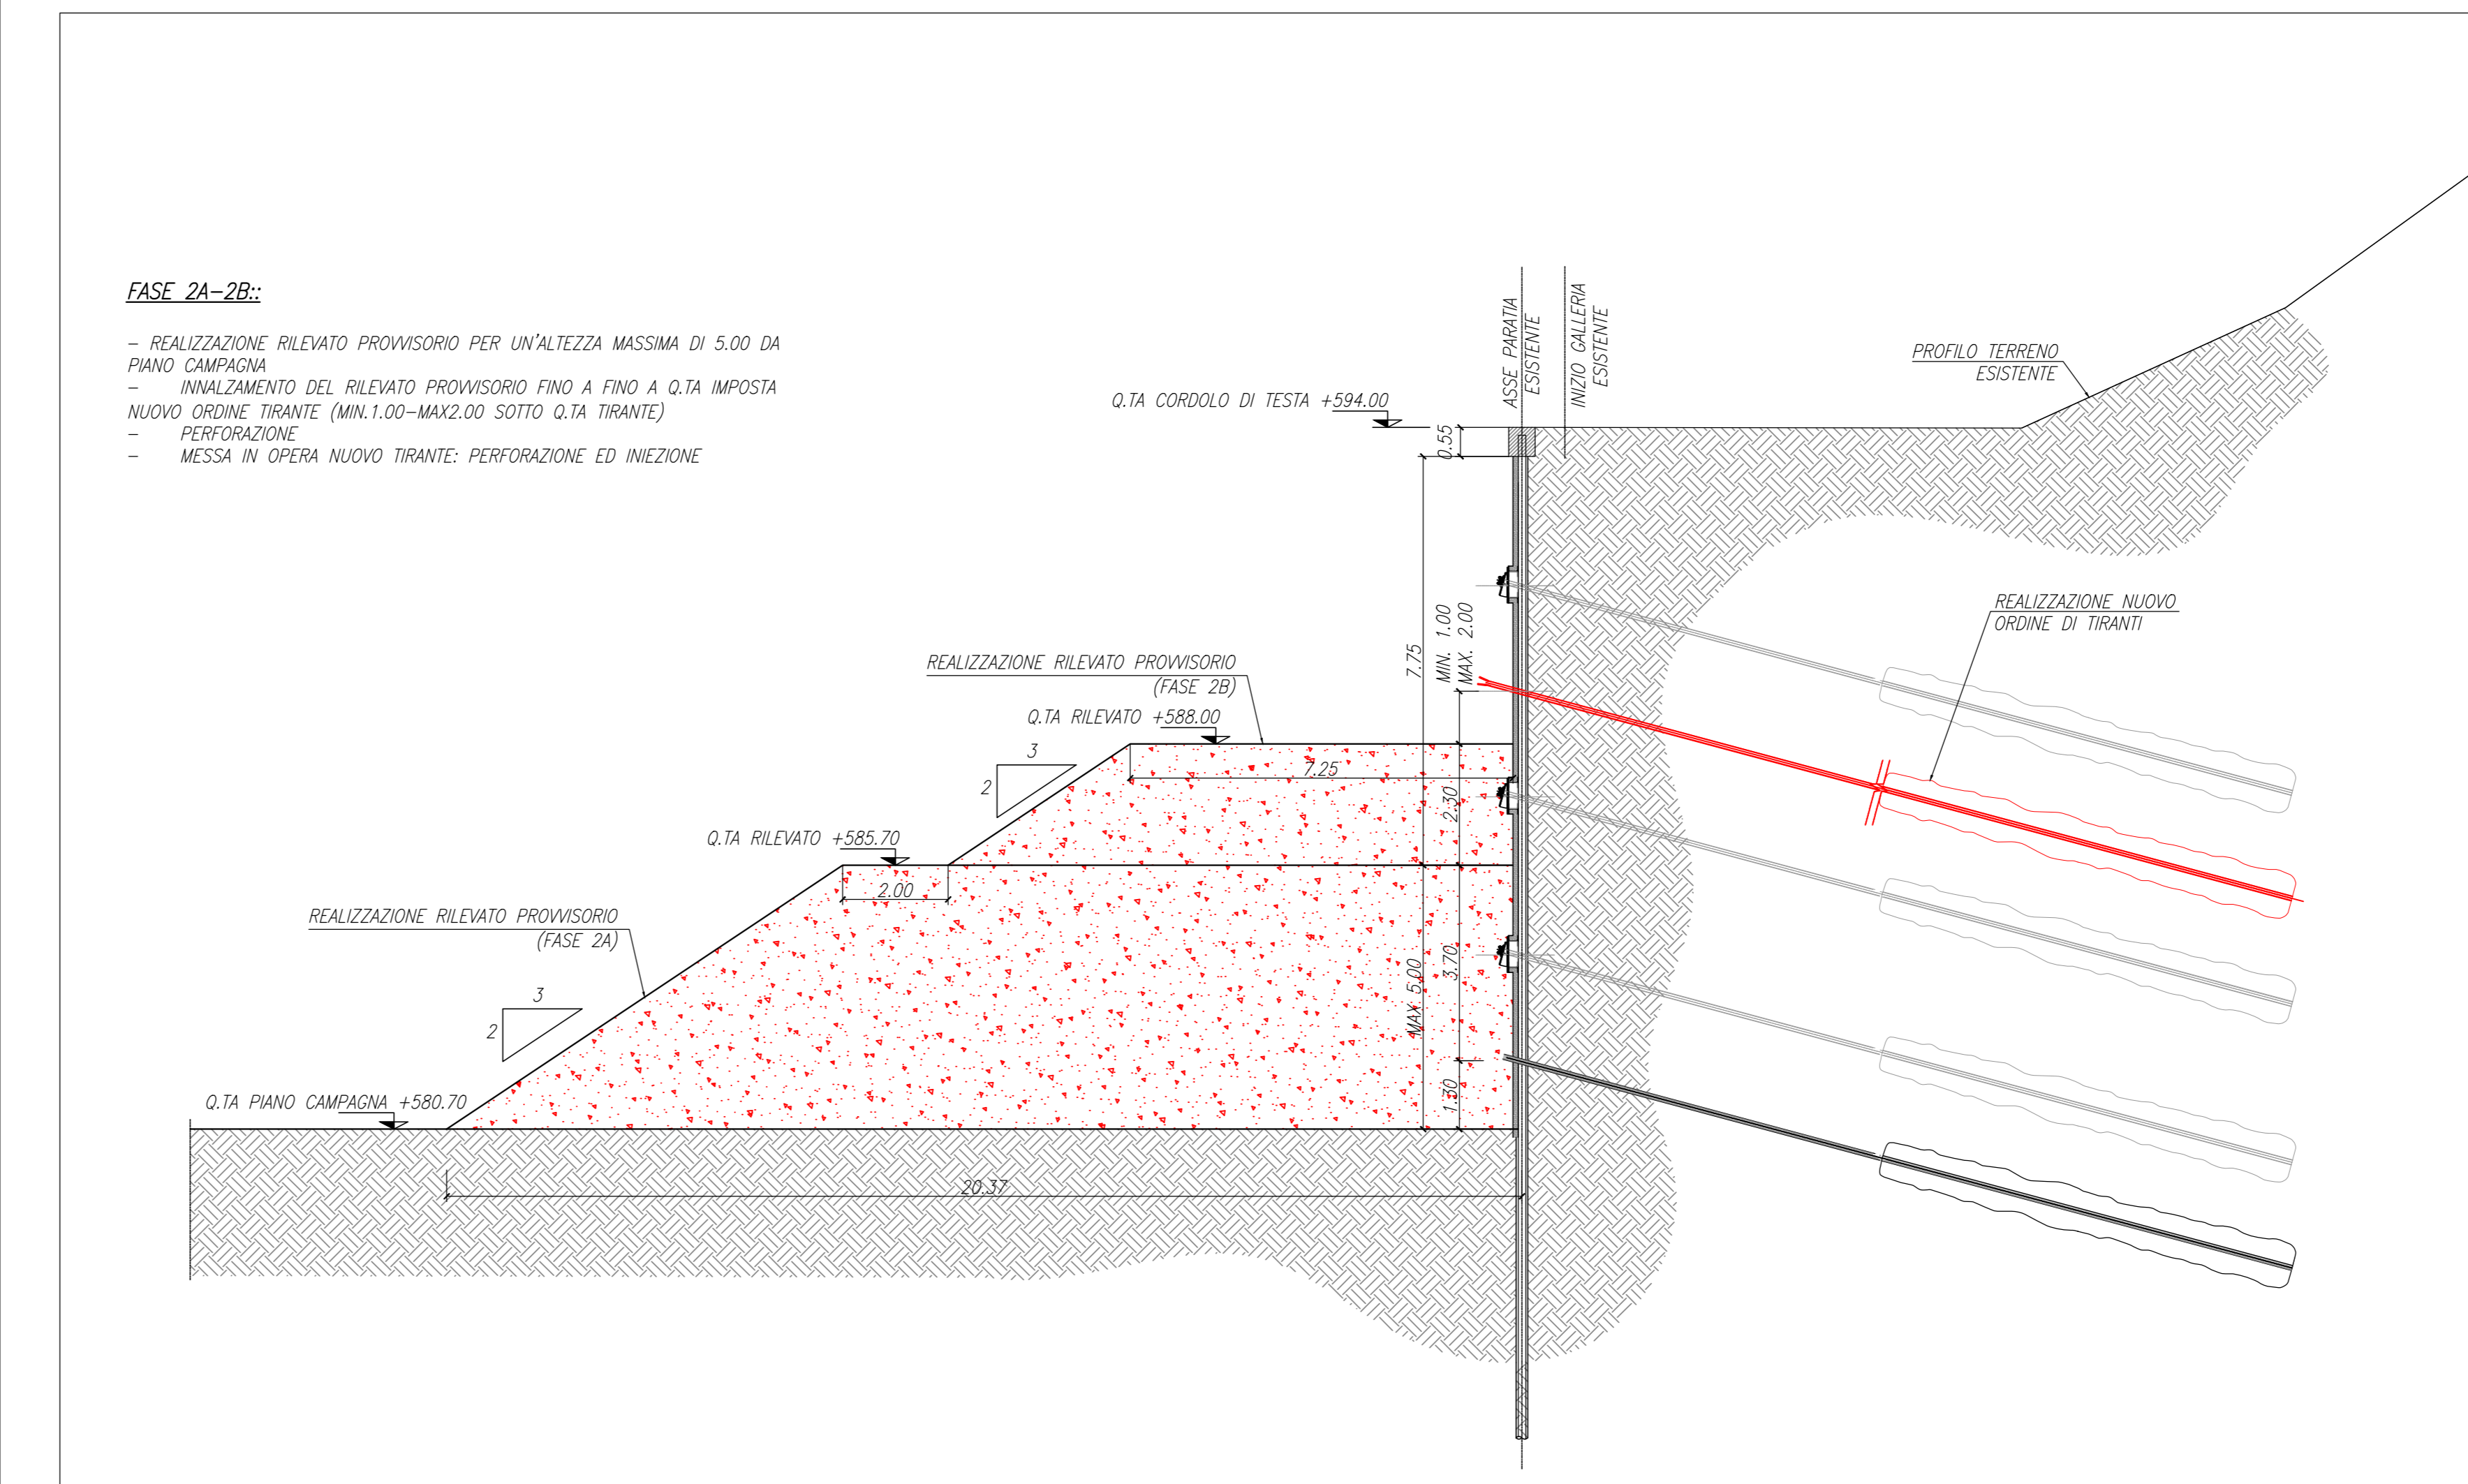 FASE 2A-2B::
- REALIZZAZIONE RILEVATO PROVVISORIO PER UN'ALTEZZA MASSIMA DI 5.00 DA
PIANO CAMPAGNA
- INNALZAMENTO DEL RILEVATO PROVVISORIO FINO A FINO A Q.TA IMPOSTA
NUOVO ORDINE TIRANTE (MIN.1.00-MAX2.00 SOTTO Q.TA TIRANTE)
- PERFORAZIONE
- MESSA IN OPERA NUOVO TIRANTE: PERFORAZIONE ED INIEZIONE
ASSE PARATIA
ESISTENTE
INIZIO GALLERIA
ESISTENTE
PROFILO TERRENO
ESISTENTE
Q.TA CORDOLO DI TESTA +594.00
0.55
REALIZZAZIONE NUOVO
ORDINE DI TIRANTI
7.75
MIN. 1.00
MAX. 2.00
REALIZZAZIONE RILEVATO PROVVISORIO
(FASE 2B)
Q.TA RILEVATO +588.00
3
2
7.25
2.30
Q.TA RILEVATO +585.70
2.00
REALIZZAZIONE RILEVATO PROVVISORIO
(FASE 2A)
3
2
MAX 5.00
3.70
1.30
Q.TA PIANO CAMPAGNA +580.70
20.37